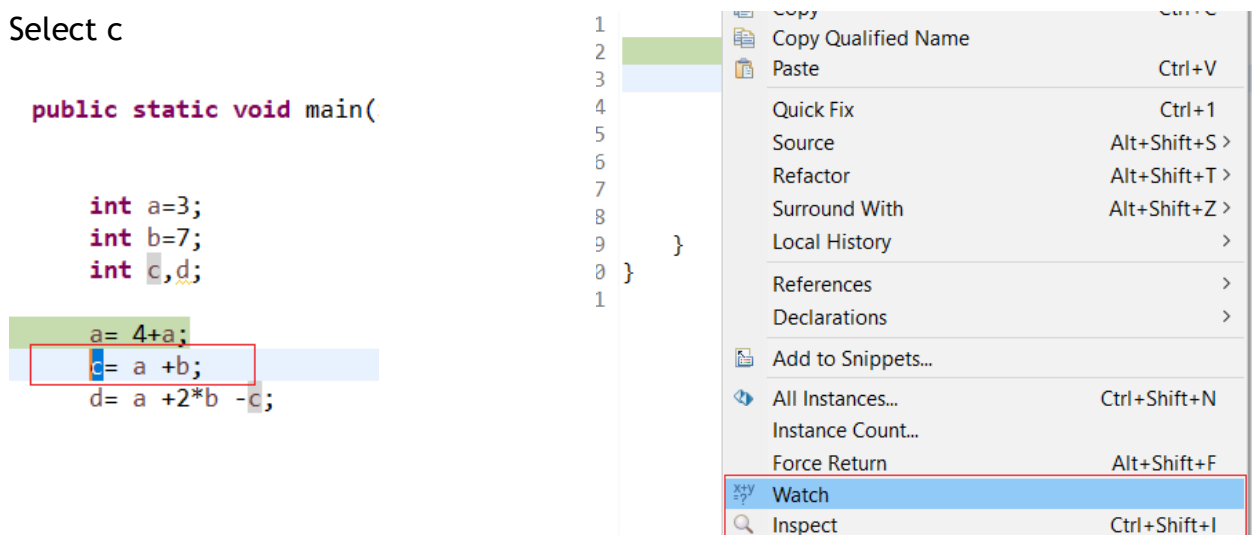 Select c
public static void main(
int a=3;
int b=7;
int c,d;
a= 4+a;
c= a +b;
d= a +2*b -c;
1
2
3
4
5
6
7
8
9 }
0 }
1
Copy Qualified Name
Paste Ctrl+V
Quick Fix Ctrl+1
Source Alt+Shift+S >
Refactor Alt+Shift+T >
Surround With Alt+Shift+Z >
Local History >
References >
Declarations >
Add to Snippets...
All Instances... Ctrl+Shift+N
Instance Count...
Force Return Alt+Shift+F
x+y=? Watch
Inspect Ctrl+Shift+I